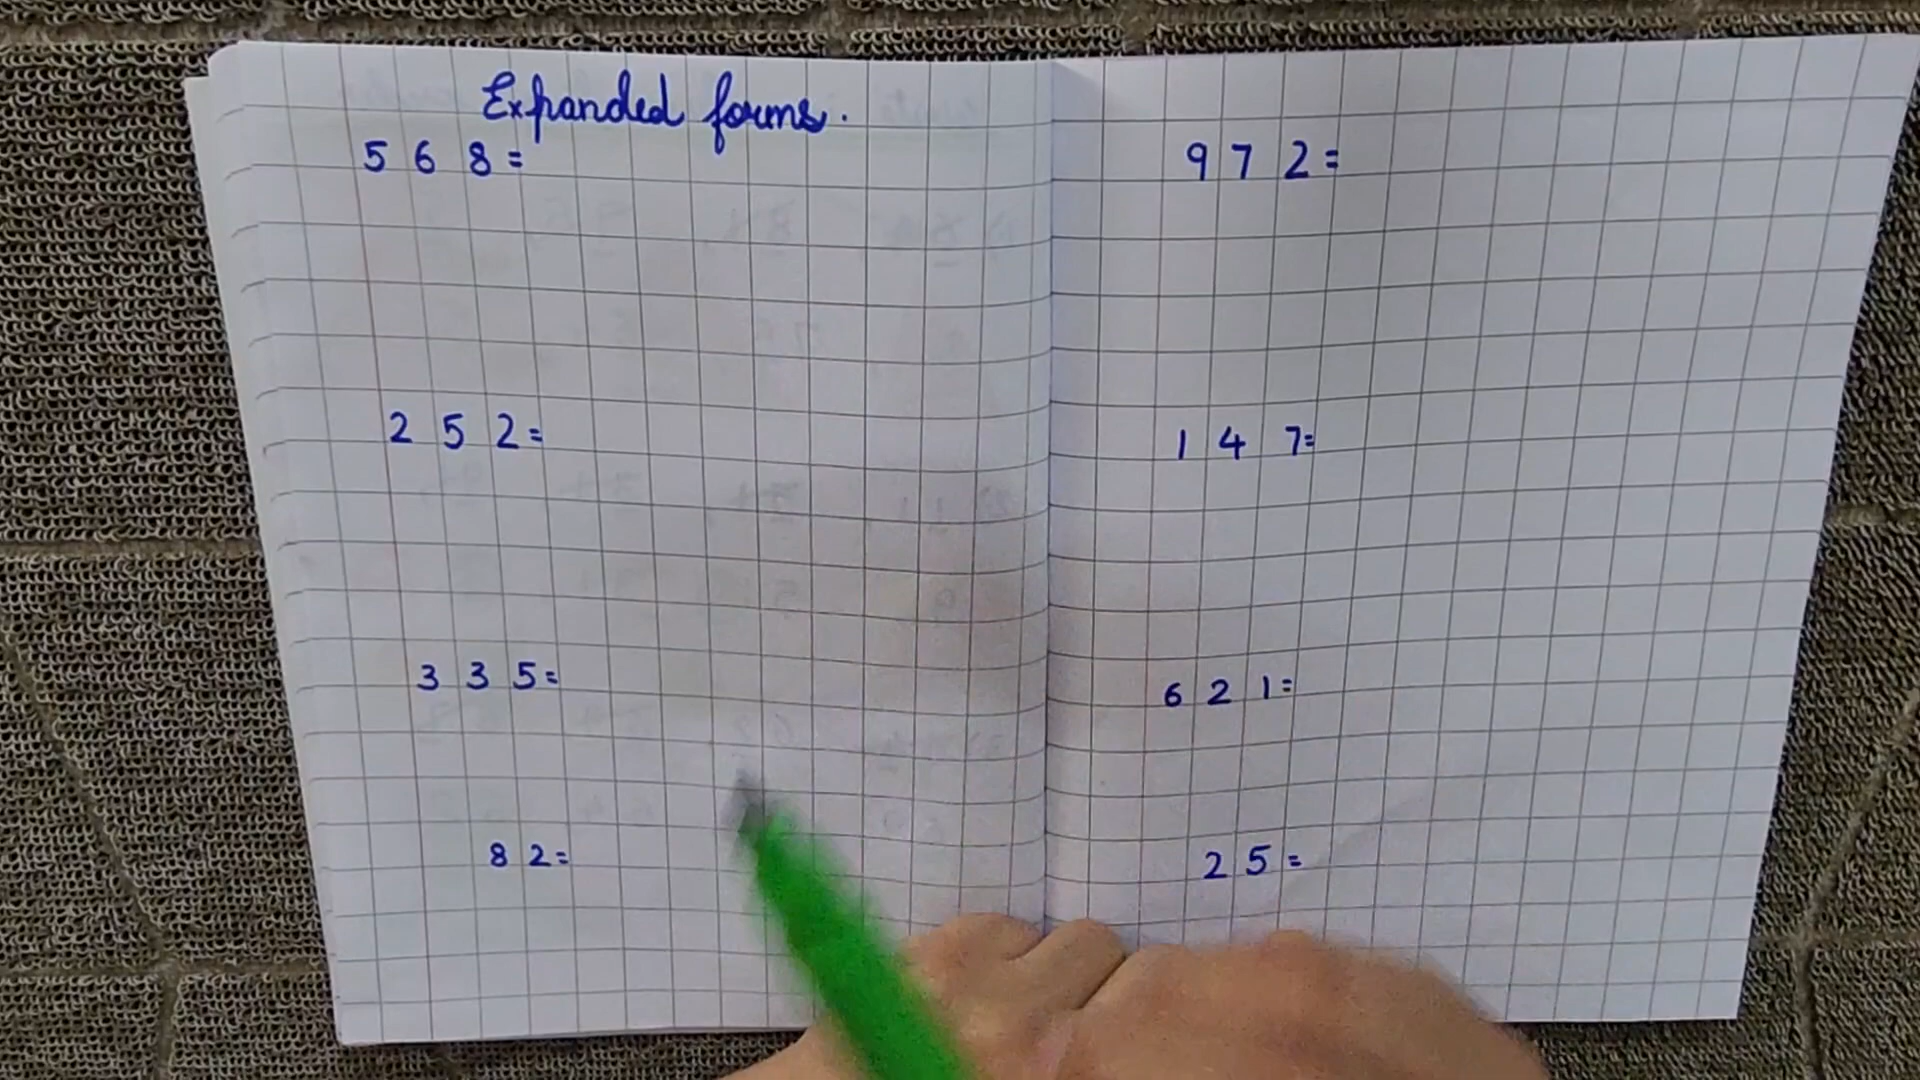 Expanded forms.
5 6 8 =
9 7 2 =
2 5 2 =
1 4 7 =
3 3 5 =
6 2 1 =
8 2 =
2 5 =